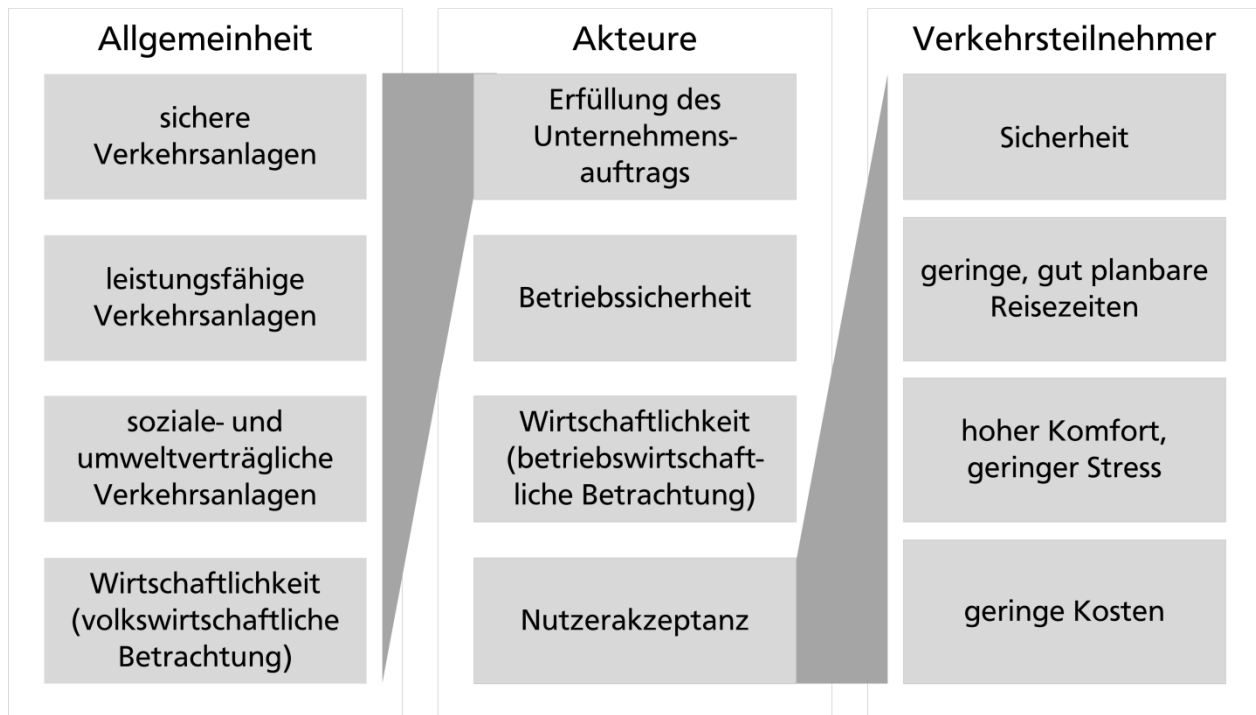 Allgemeinheit
sichere
Verkehrsanlagen
leistungsfähige
Verkehrsanlagen
soziale- und
umweltverträgliche
Verkehrsanlagen
Wirtschaftlichkeit
(volkswirtschaftliche
Betrachtung)
Akteure
Erfüllung des
Unternehmens-
auftrags
Betriebssicherheit
Wirtschaftlichkeit
(betriebswirtschaft-
liche Betrachtung)
Nutzerakzeptanz
Verkehrsteilnehmer
Sicherheit
geringe, gut planbare
Reisezeiten
hoher Komfort,
geringer Stress
geringe Kosten